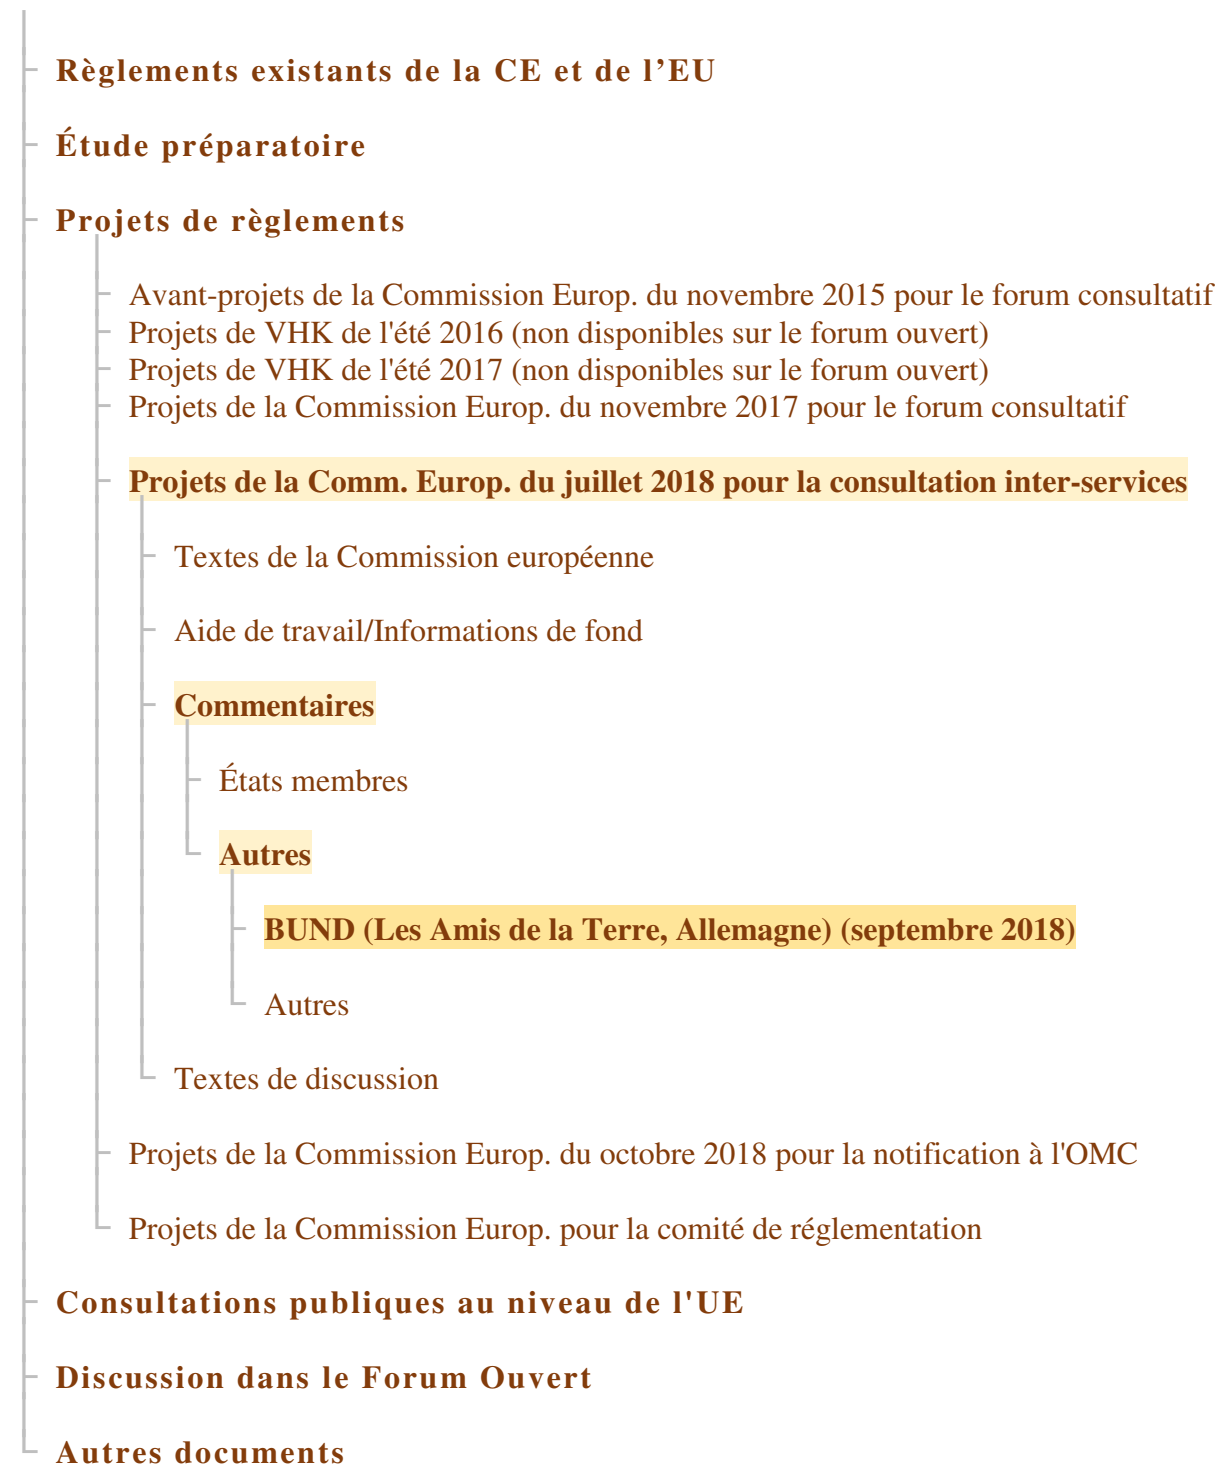 Règlements existants de la CE et de l’EU
Étude préparatoire
Projets de règlements
Avant-projets de la Commission Europ. du novembre 2015 pour le forum consultatif
Projets de VHK de l'été 2016 (non disponibles sur le forum ouvert)
Projets de VHK de l'été 2017 (non disponibles sur le forum ouvert)
Projets de la Commission Europ. du novembre 2017 pour le forum consultatif
Projets de la Comm. Europ. du juillet 2018 pour la consultation inter-services
Textes de la Commission européenne
Aide de travail/Informations de fond
Commentaires
États membres
Autres
BUND (Les Amis de la Terre, Allemagne) (septembre 2018)
Autres
Textes de discussion
Projets de la Commission Europ. du octobre 2018 pour la notification à l'OMC
Projets de la Commission Europ. pour la comité de réglementation
Consultations publiques au niveau de l'UE
Discussion dans le Forum Ouvert
Autres documents